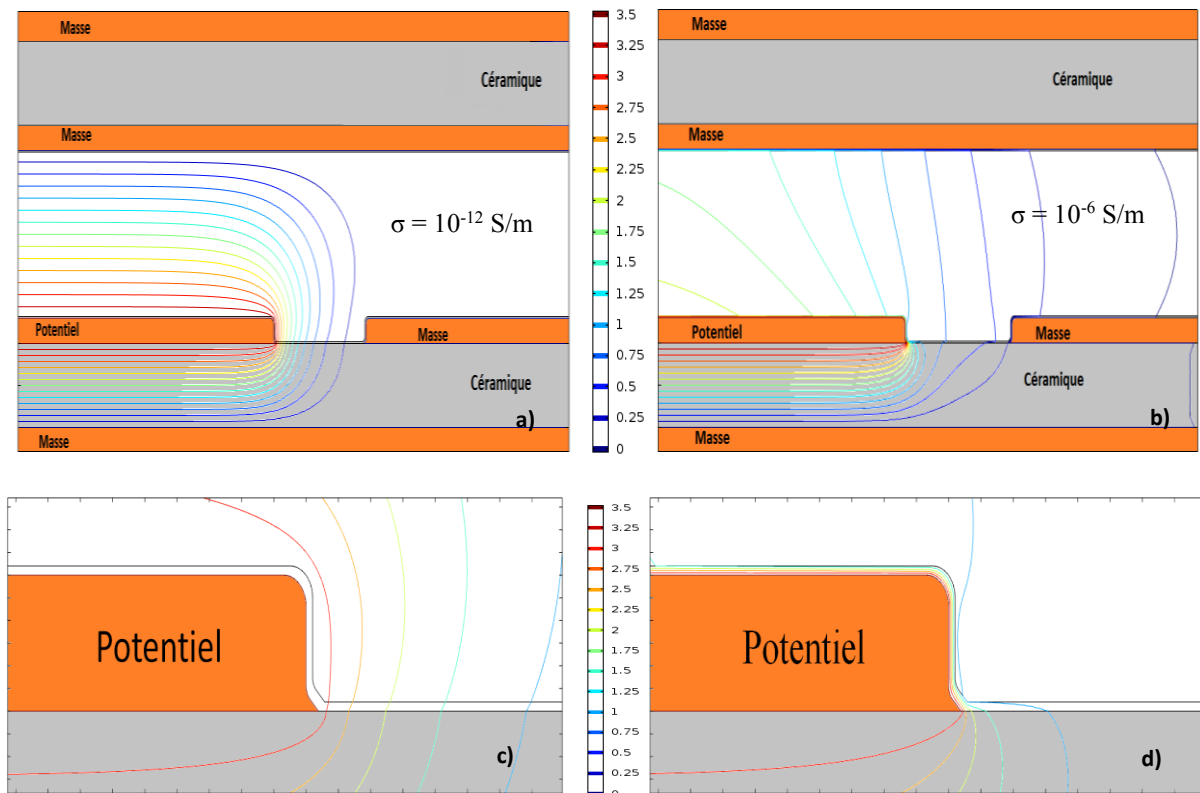 Masse
Céramique
Masse
σ = 10⁻¹² S/m
Potentiel
Masse
Céramique
a)
Masse
3.5
3.25
3
2.75
2.5
2.25
2
1.75
1.5
1.25
1
0.75
0.5
0.25
0
Masse
Céramique
Masse
σ = 10⁻⁶ S/m
Potentiel
Masse
Céramique
b)
Masse
Potentiel
c)
3.5
3.25
3
2.75
2.5
2.25
2
1.75
1.5
1.25
1
0.75
0.5
0.25
0
Potentiel
d)